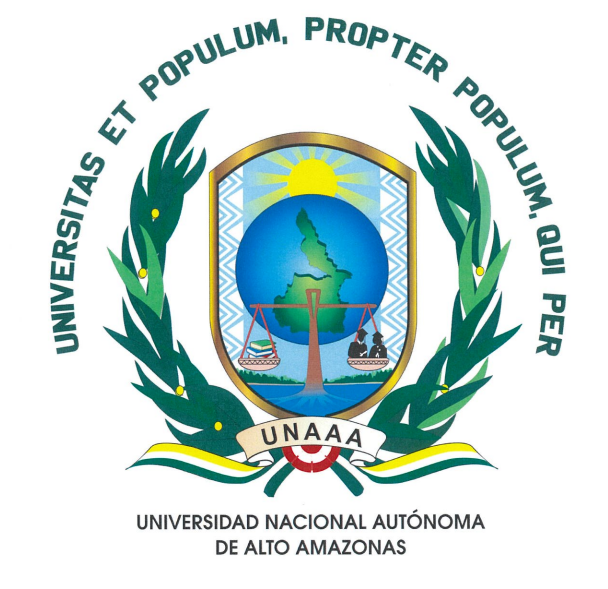 UNIVERSITAS ET POPULUM, PROPTER POPULUM, QUI PER
UNAAA
UNIVERSIDAD NACIONAL AUTÓNOMA
DE ALTO AMAZONAS